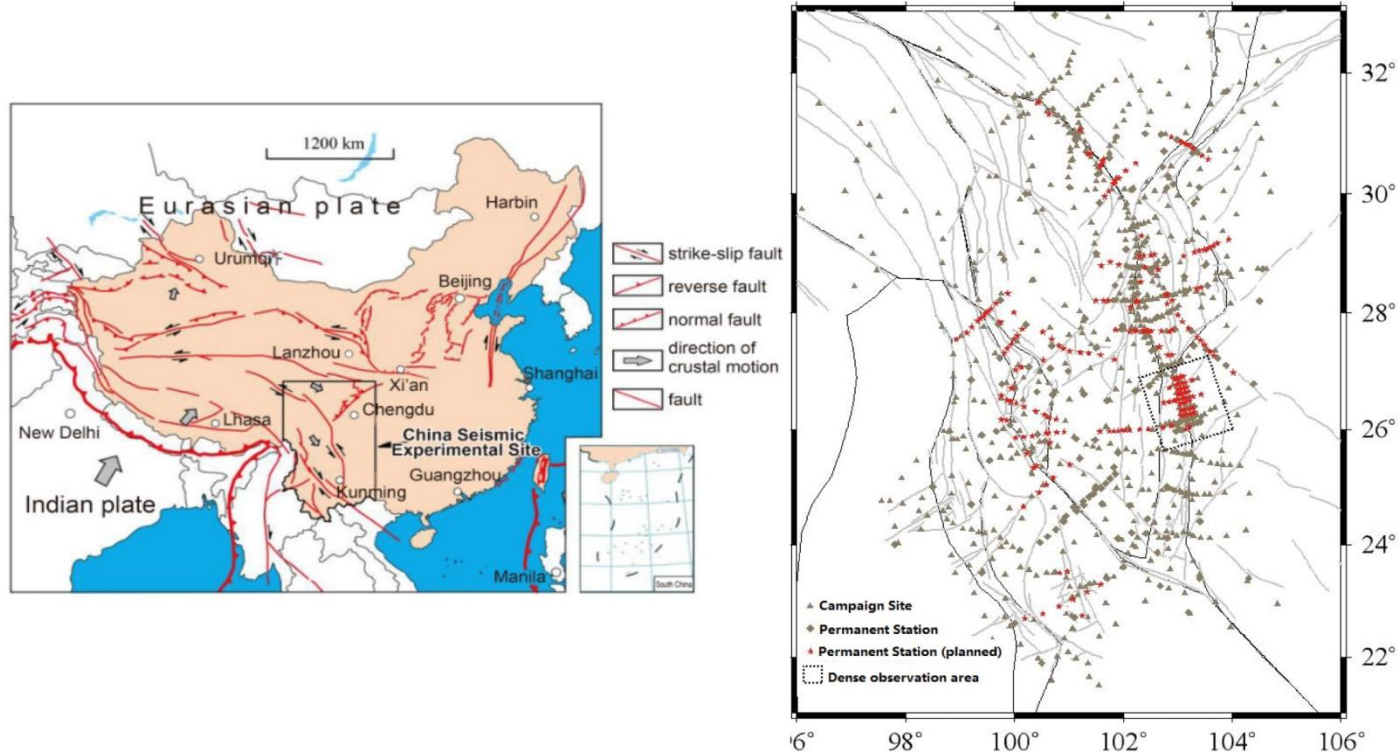 1200 km
Eurasian plate
Harbin
Urumqi
Beijing
Lanzhou
Xi'an
Shanghai
Lhasa
Chengdu
New Delhi
China Seismic
Experimental Site
Guangzhou
Kunming
Indian plate
Manila
South China
strike-slip fault
reverse fault
normal fault
direction of
crustal motion
fault
32°
30°
28°
26°
24°
22°
Campaign Site
Permanent Station
Permanent Station (planned)
Dense observation area
6°
98°
100°
102°
104°
106°